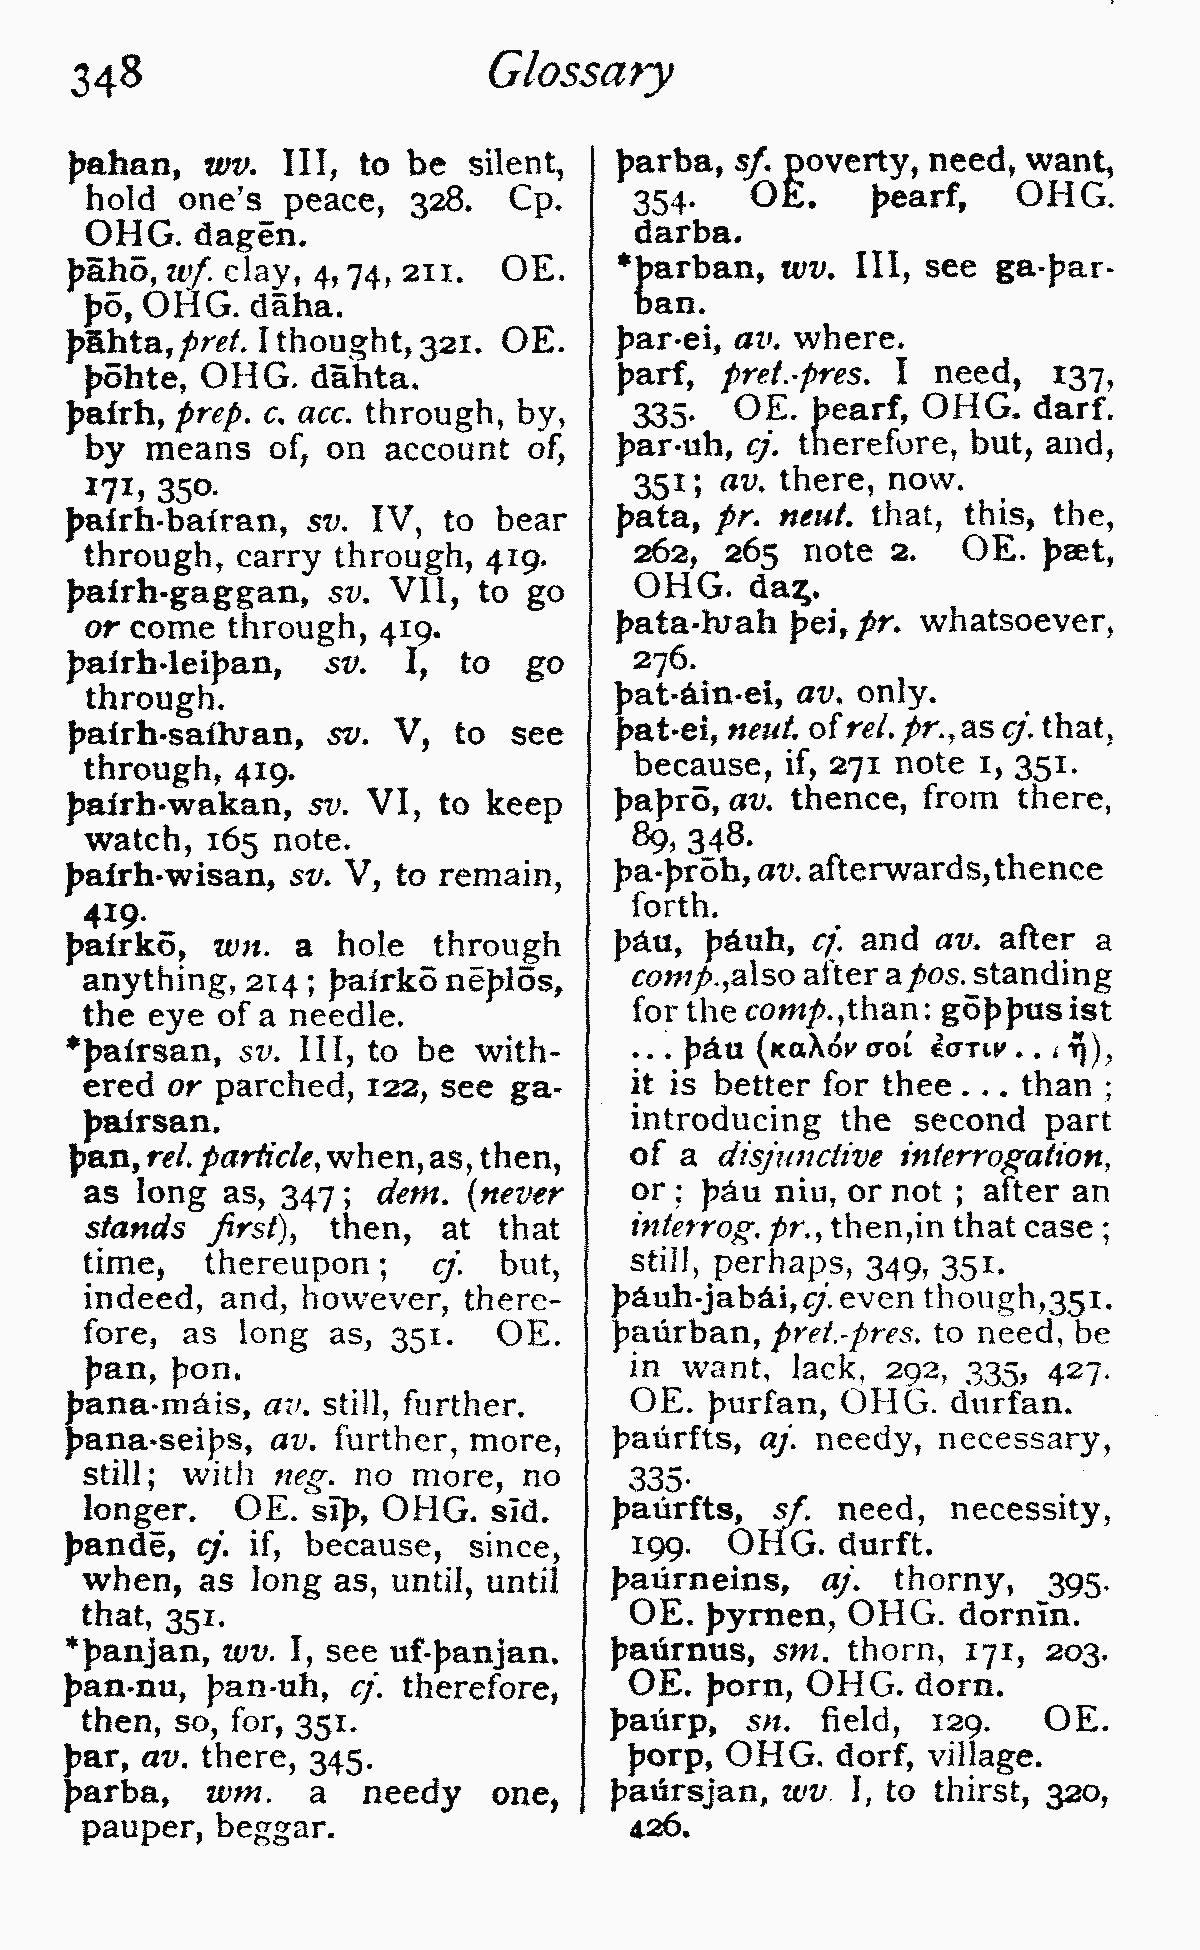 348 Glossary
þahan, wv. III, to be silent,
hold one's peace, 328. Cp.
OHG. dagēn.
þāhō, wf. clay, 4, 74, 211. OE.
þō, OHG. dāha.
þāhta, pret. I thought, 321. OE.
þōhte, OHG. dāhta.
þaírh, prep. c. acc. through, by,
by means of, on account of,
171, 350.
þaírh-baíran, sv. IV, to bear
through, carry through, 419.
þaírh-gaggan, sv. VII, to go
or come through, 419.
þaírh-leiþan, sv. I, to go
through.
þaírh-saíƕan, sv. V, to see
through, 419.
þaírh-wakan, sv. VI, to keep
watch, 165 note.
þaírh-wisan, sv. V, to remain,
419.
þaírkō, wn. a hole through
anything, 214; þaírkō nēþlōs,
the eye of a needle.
*þaírsan, sv. III, to be with-
ered or parched, 122, see ga-
þaírsan.
þan, rel. particle, when, as, then,
as long as, 347; dem. (never
stands first), then, at that
time, thereupon; cj. but,
indeed, and, however, there-
fore, as long as, 351. OE.
þan, þon.
þana-máis, av. still, further.
þana-seiþs, av. further, more,
still; with neg. no more, no
longer. OE. sīþ, OHG. sīd.
þandē, cj. if, because, since,
when, as long as, until, until
that, 351.
*þanjan, wv. I, see uf-þanjan.
þan-nu, þan-uh, cj. therefore,
then, so, for, 351.
þar, av. there, 345.
þarba, wm. a needy one,
pauper, beggar.
þarba, sf. poverty, need, want,
354. OE. þearf, OHG.
darba.
*þarban, wv. III, see ga-þar-
ban.
þar-ei, av. where.
þarf, pret.-pres. I need, 137,
335. OE. þearf, OHG. darf.
þar-uh, cj. therefore, but, and,
351; av. there, now.
þata, pr. neut. that, this, the,
262, 265 note 2. OE. þæt,
OHG. daʒ.
þata-ƕah þei, pr. whatsoever,
276.
þat-áin-ei, av. only.
þat-ei, neut. of rel. pr., as cj. that,
because, if, 271 note 1, 351.
þaþrō, av. thence, from there,
89, 348.
þa-þrōh, av. afterwards, thence
forth.
þáu, þáuh, cj. and av. after a
comp., also after a pos. standing
for the comp., than: gōþ þus ist
... þáu (καλόν σοί ἐστιν ... ἤ),
it is better for thee ... than;
introducing the second part
of a disjunctive interrogation,
or; þáu niu, or not; after an
interrog. pr., then, in that case;
still, perhaps, 349, 351.
þáuh-jabái, cj. even though, 351.
þaúrban, pret.-pres. to need, be
in want, lack, 292, 335, 427.
OE. þurfan, OHG. durfan.
þaúrfts, aj. needy, necessary,
335.
þaúrfts, sf. need, necessity,
199. OHG. durft.
þaúrneins, aj. thorny, 395.
OE. þyrnen, OHG. dornīn.
þaúrnus, sm. thorn, 171, 203.
OE. þorn, OHG. dorn.
þaúrp, sn. field, 129. OE.
þorp, OHG. dorf, village.
þaúrsjan, wv. I, to thirst, 320,
426.